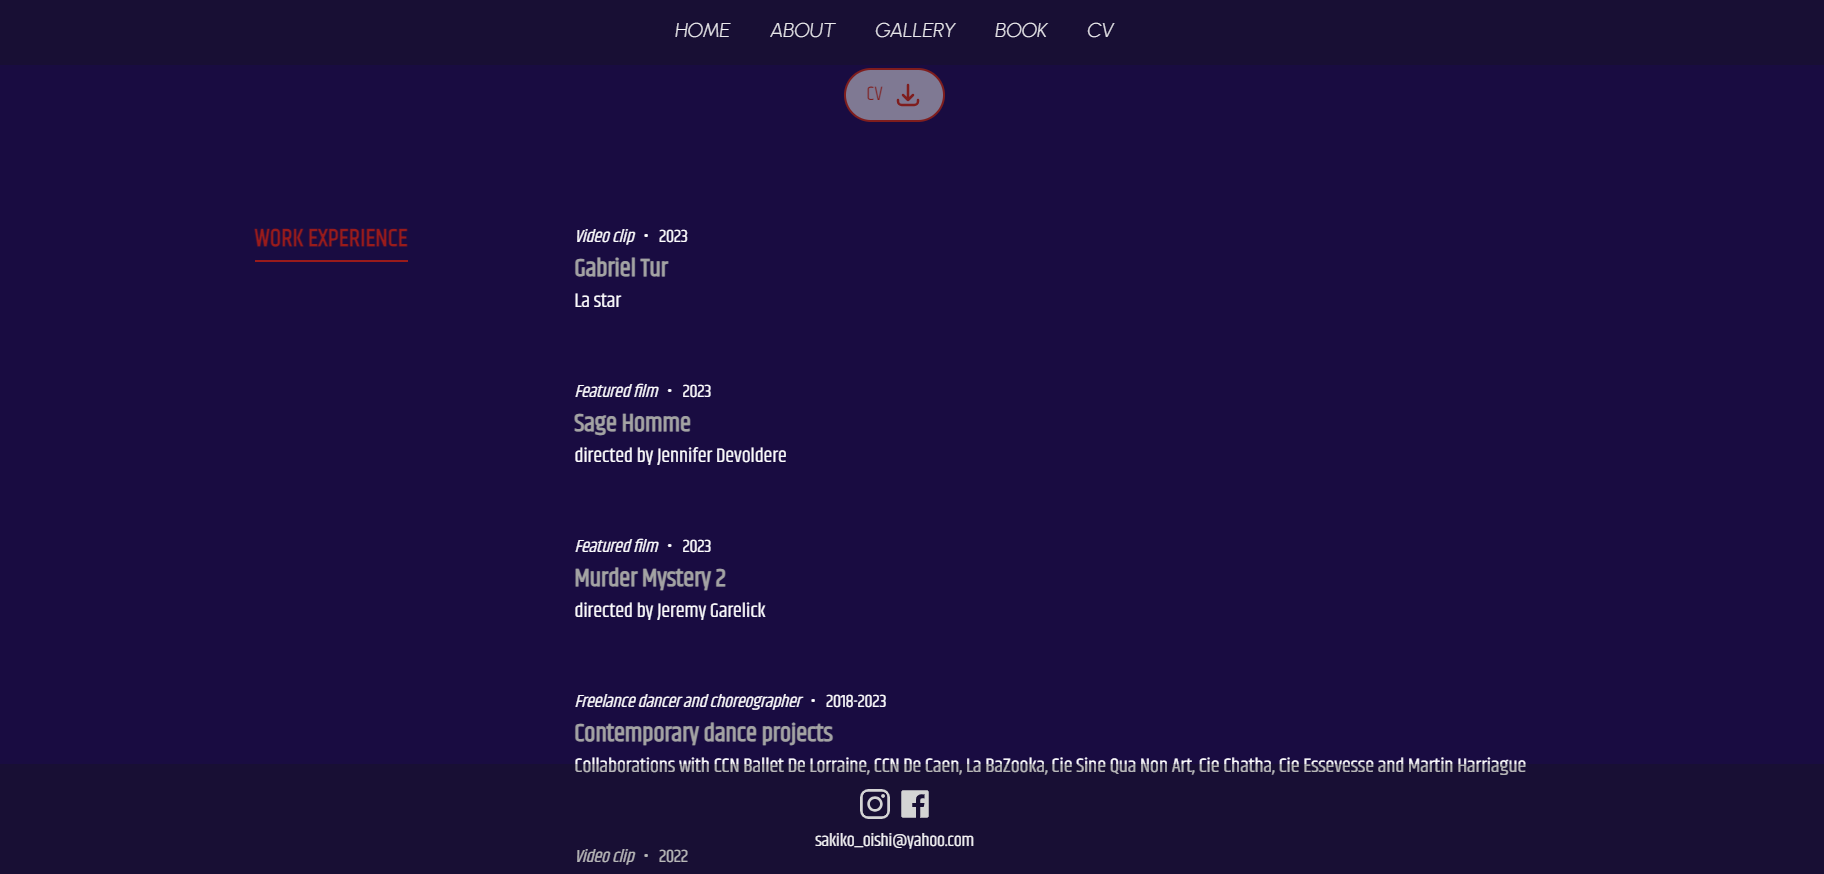 HOME ABOUT GALLERY BOOK CV
CV
WORK EXPERIENCE
Video clip • 2023
Gabriel Tur
La star
Featured film • 2023
Sage Homme
directed by Jennifer Devoldere
Featured film • 2023
Murder Mystery 2
directed by Jeremy Garelick
Freelance dancer and choreographer • 2018-2023
Contemporary dance projects
Collaborations with CCN Ballet De Lorraine, CCN De Caen, La BaZooka, Cie Sine Qua Non Art, Cie Chatha, Cie Essevesse and Martin Harriague
sakiko_oishi@yahoo.com
Video clip • 2022